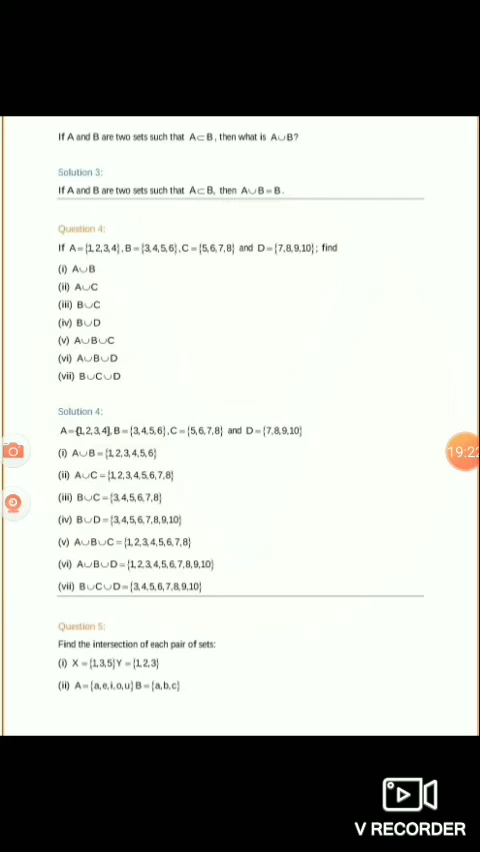 If A and B are two sets such that A⊂B, then what is A∪B?
Solution 3:
If A and B are two sets such that A⊂B, then A∪B=B.
Question 4:
If A={1,2,3,4}, B={3,4,5,6}, C={5,6,7,8} and D={7,8,9,10}; find
(i) A∪B
(ii) A∪C
(iii) B∪C
(iv) B∪D
(v) A∪B∪C
(vi) A∪B∪D
(vii) B∪C∪D
Solution 4:
A={1,2,3,4], B={3,4,5,6}, C={5,6,7,8} and D={7,8,9,10}
(i) A∪B={1,2,3,4,5,6}
(ii) A∪C={1,2,3,4,5,6,7,8}
(iii) B∪C={3,4,5,6,7,8}
(iv) B∪D={3,4,5,6,7,8,9,10}
(v) A∪B∪C={1,2,3,4,5,6,7,8}
(vi) A∪B∪D={1,2,3,4,5,6,7,8,9,10}
(vii) B∪C∪D={3,4,5,6,7,8,9,10}
Question 5:
Find the intersection of each pair of sets:
(i) X={1,3,5} Y={1,2,3}
(ii) A={a,e,i,o,u} B={a,b,c}
19:22
V RECORDER